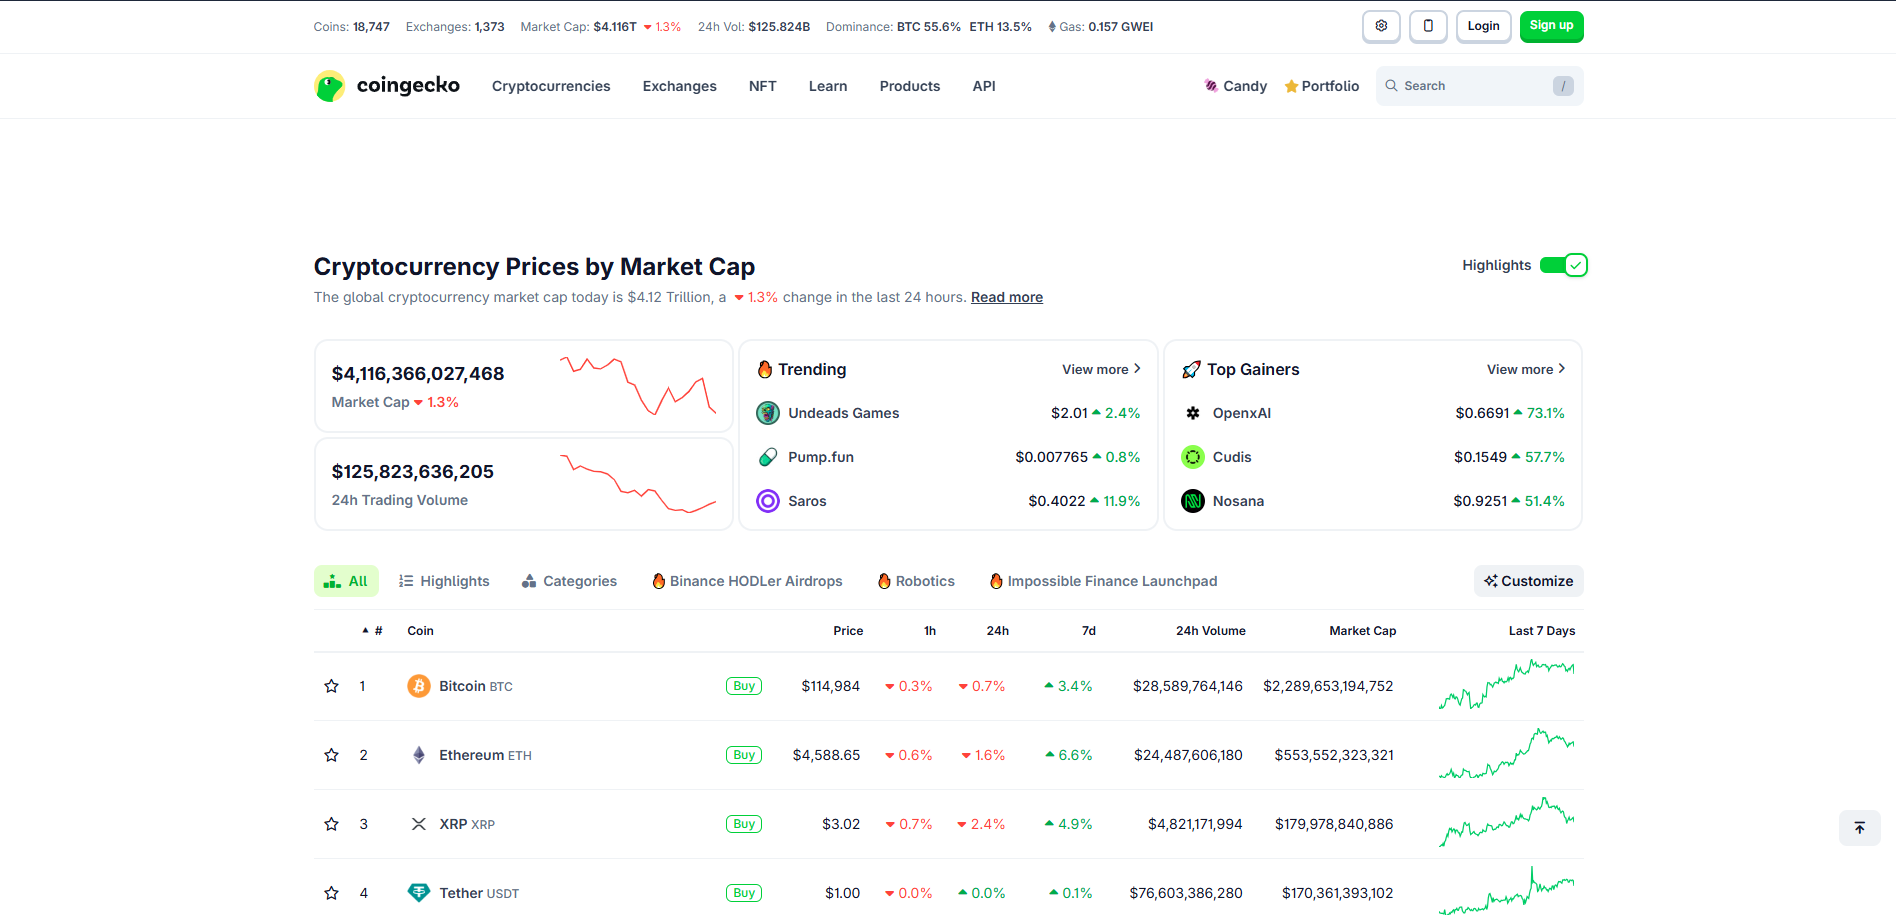 Coins: 18,747 Exchanges: 1,373 Market Cap: $4.116T 1.3% 24h Vol: $125.824B Dominance: BTC 55.6% ETH 13.5% Gas: 0.157 GWEI Login Sign up
coingecko Cryptocurrencies Exchanges NFT Learn Products API Candy Portfolio Search /
Cryptocurrency Prices by Market Cap Highlights
The global cryptocurrency market cap today is $4.12 Trillion, a 1.3% change in the last 24 hours. Read more
$4,116,366,027,468
Market Cap 1.3%
$125,823,636,205
24h Trading Volume
Trending View more
Undeads Games $2.01 2.4%
Pump.fun $0.007765 0.8%
Saros $0.4022 11.9%
Top Gainers View more
OpenxAI $0.6691 73.1%
Cudis $0.1549 57.7%
Nosana $0.9251 51.4%
All Highlights Categories Binance HODLer Airdrops Robotics Impossible Finance Launchpad Customize
# Coin Price 1h 24h 7d 24h Volume Market Cap Last 7 Days
1 Bitcoin BTC Buy $114,984 0.3% 0.7% 3.4% $28,589,764,146 $2,289,653,194,752
2 Ethereum ETH Buy $4,588.65 0.6% 1.6% 6.6% $24,487,606,180 $553,552,323,321
3 XRP XRP Buy $3.02 0.7% 2.4% 4.9% $4,821,171,994 $179,978,840,886
4 Tether USDT Buy $1.00 0.0% 0.0% 0.1% $76,603,386,280 $170,361,393,102